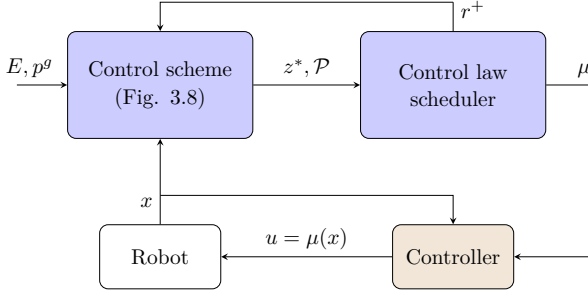 r⁺
E, pᵍ
Control scheme
(Fig. 3.8)
z*, 𝒫
Control law
scheduler
μ
x
u = μ(x)
Robot
Controller